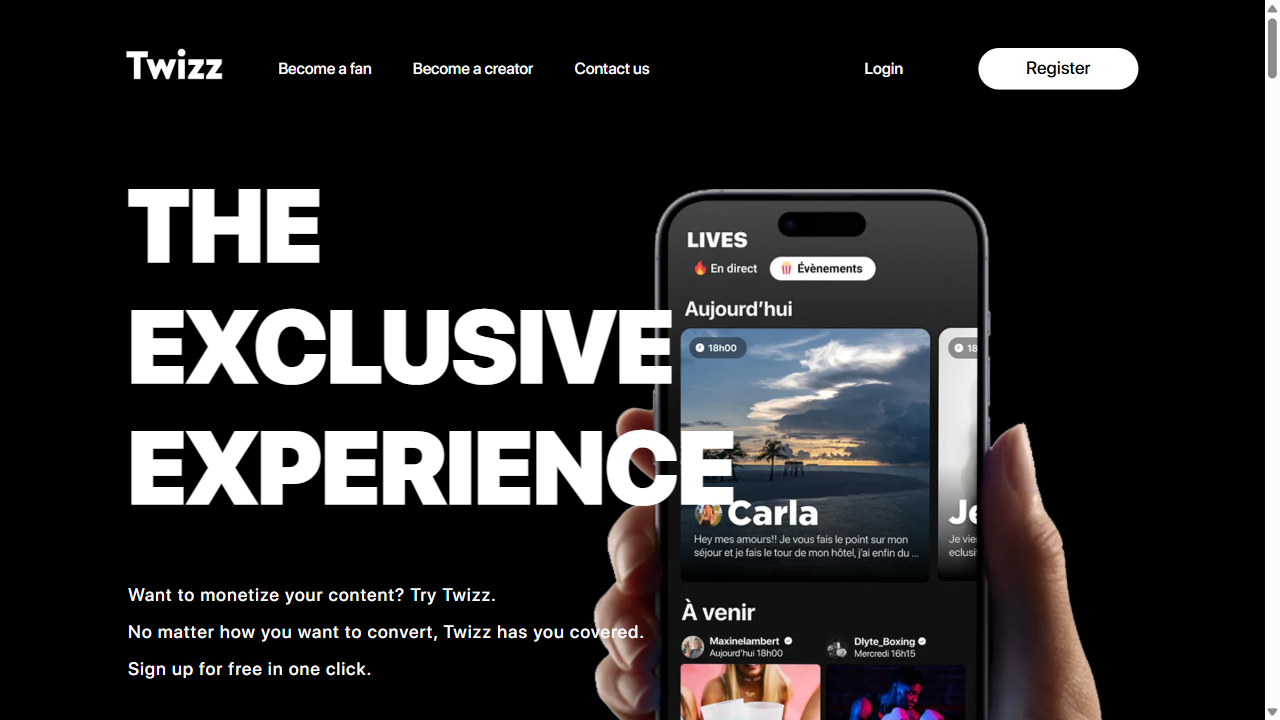 Twizz
Become a fan
Become a creator
Contact us
Login
Register
THE
EXCLUSIVE
EXPERIENCE
Want to monetize your content? Try Twizz.
No matter how you want to convert, Twizz has you covered.
Sign up for free in one click.
LIVES
En direct
Évènements
Aujourd'hui
18h00
18
Carla
Hey mes amours!! Je vous fais le point sur mon
séjour et je fais le tour de mon hôtel, j'ai enfin du ...
Je
Je vie
eclusi
À venir
Maxinelambert
Aujourd'hui 18h00
Dlyte_Boxing
Mercredi 16h15